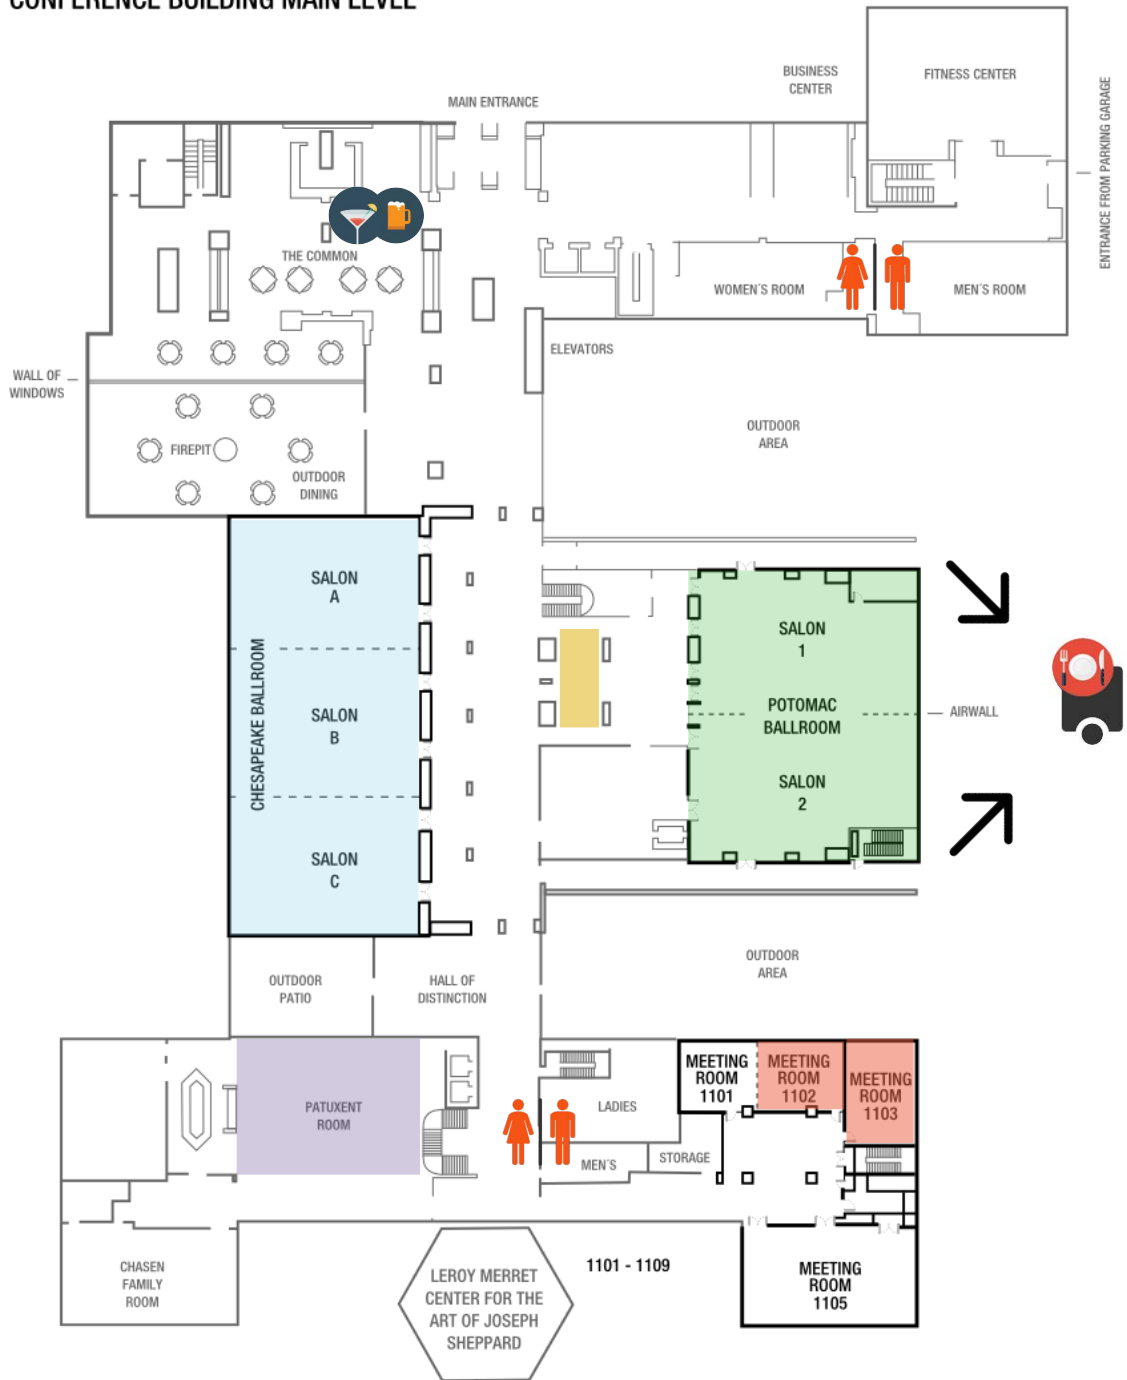 CONFERENCE BUILDING MAIN LEVEL
BUSINESS
CENTER
FITNESS CENTER
MAIN ENTRANCE
ENTRANCE FROM PARKING GARAGE
THE COMMON
WOMEN'S ROOM
MEN'S ROOM
ELEVATORS
WALL OF
WINDOWS
OUTDOOR
AREA
FIREPIT
OUTDOOR
DINING
SALON
A
CHESAPEAKE BALLROOM
SALON
B
SALON
C
SALON
1
POTOMAC
BALLROOM
AIRWALL
SALON
2
OUTDOOR
PATIO
HALL OF
DISTINCTION
OUTDOOR
AREA
PATUXENT
ROOM
LADIES
MEN'S
STORAGE
MEETING
ROOM
1101
MEETING
ROOM
1102
MEETING
ROOM
1103
CHASEN
FAMILY
ROOM
LEROY MERRET
CENTER FOR THE
ART OF JOSEPH
SHEPPARD
1101 - 1109
MEETING
ROOM
1105